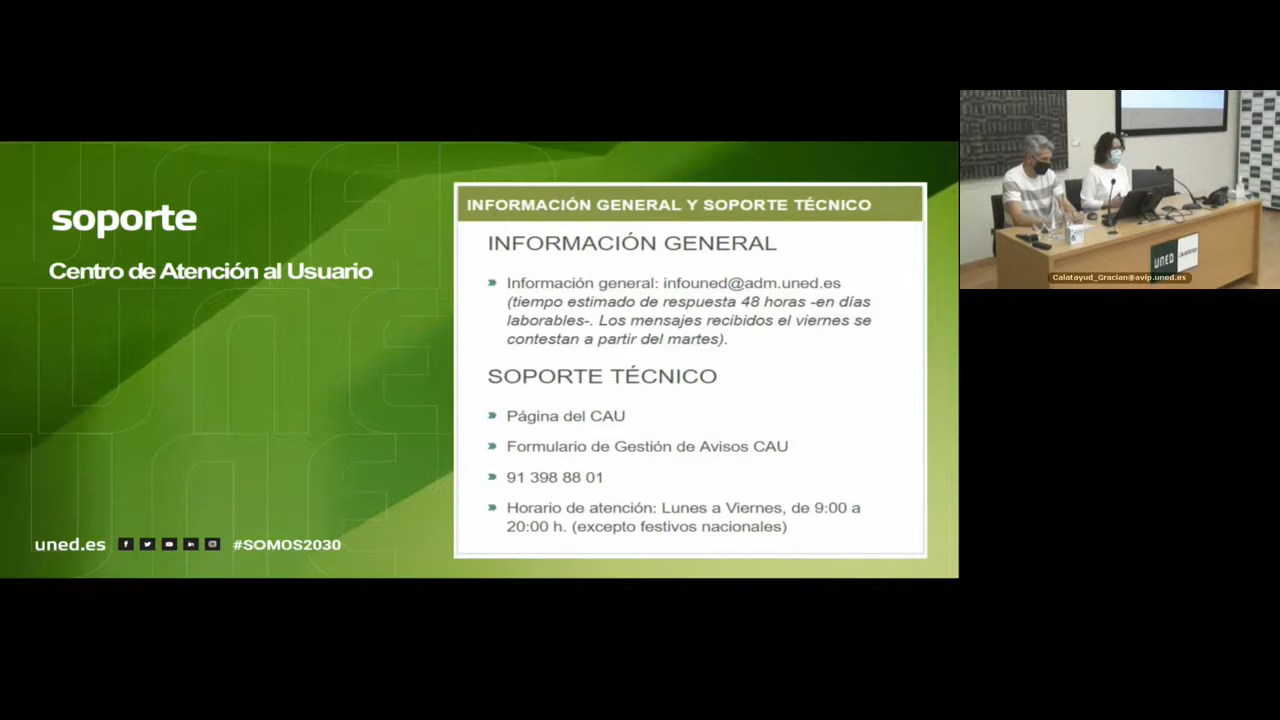 soporte
Centro de Atención al Usuario
INFORMACIÓN GENERAL Y SOPORTE TÉCNICO
INFORMACIÓN GENERAL
Información general: infouned@adm.uned.es
(tiempo estimado de respuesta 48 horas -en días
laborables-. Los mensajes recibidos el viernes se
contestan a partir del martes).
SOPORTE TÉCNICO
Página del CAU
Formulario de Gestión de Avisos CAU
91 398 88 01
Horario de atención: Lunes a Viernes, de 9:00 a
20:00 h. (excepto festivos nacionales)
uned.es
#SOMOS2030
UNED
Calatayud_Gracian@avip.uned.es